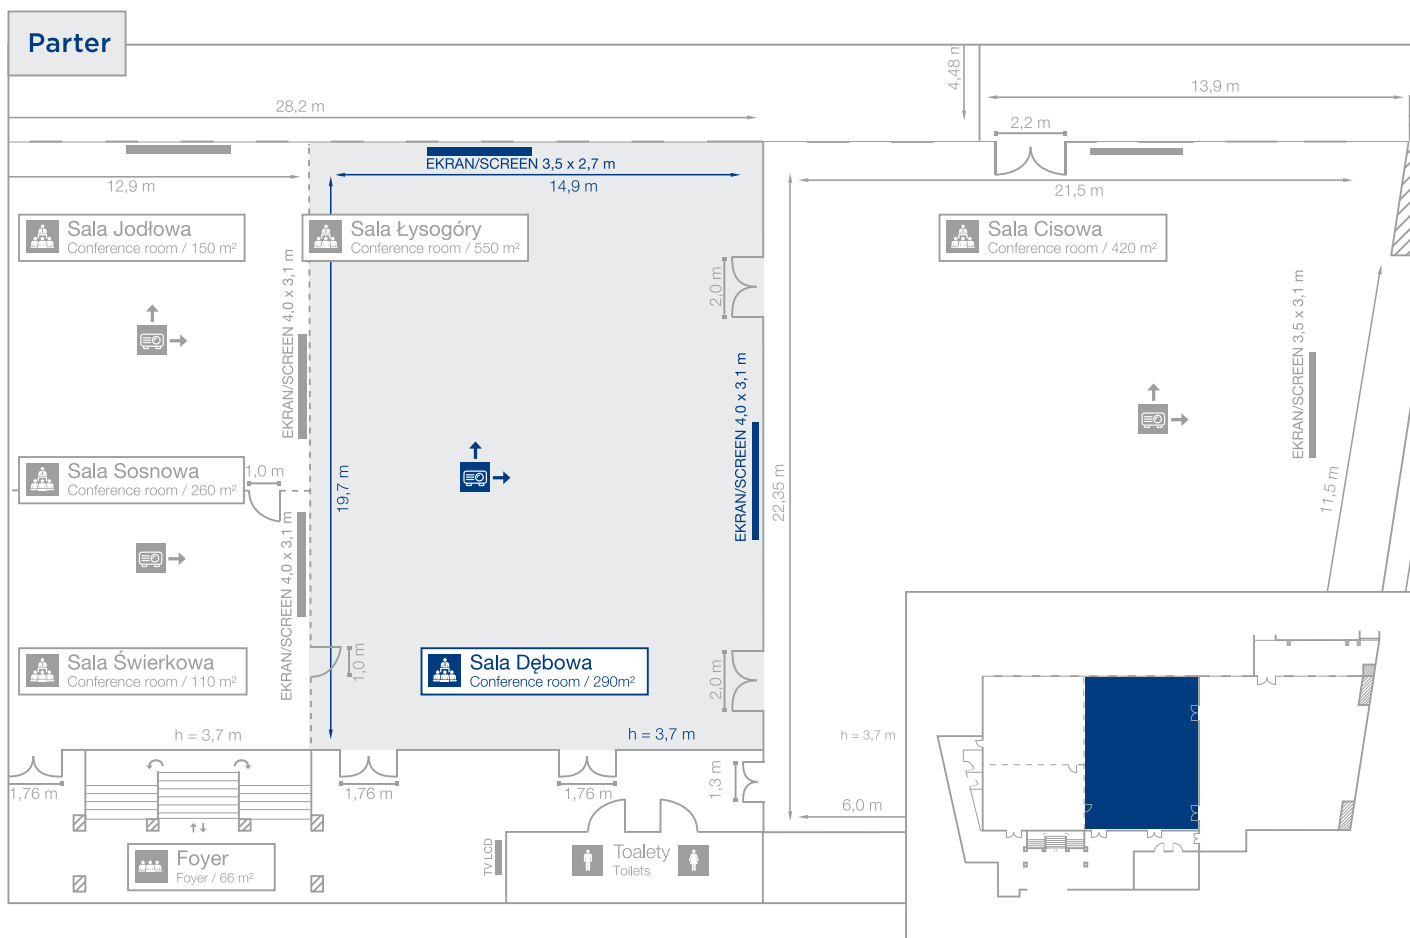 Parter
4,48 m
13,9 m
28,2 m
2,2 m
EKRAN/SCREEN 3,5 x 2,7 m
12,9 m
14,9 m
21,5 m
Sala Jodłowa
Conference room / 150 m²
Sala Łysogóry
Conference room / 550 m²
Sala Cisowa
Conference room / 420 m²
EKRAN/SCREEN 4,0 x 3,1 m
2,0 m
EKRAN/SCREEN 3,5 x 3,1 m
EKRAN/SCREEN 4,0 x 3,1 m
Sala Sosnowa
Conference room / 260 m²
1,0 m
19,7 m
22,35 m
11,5 m
EKRAN/SCREEN 4,0 x 3,1 m
Sala Świerkowa
Conference room / 110 m²
1,0 m
Sala Dębowa
Conference room / 290m²
2,0 m
h = 3,7 m
h = 3,7 m
h = 3,7 m
1,76 m
1,76 m
1,76 m
1,3 m
6,0 m
Foyer
Foyer / 66 m²
TV LCD
Toalety
Toilets